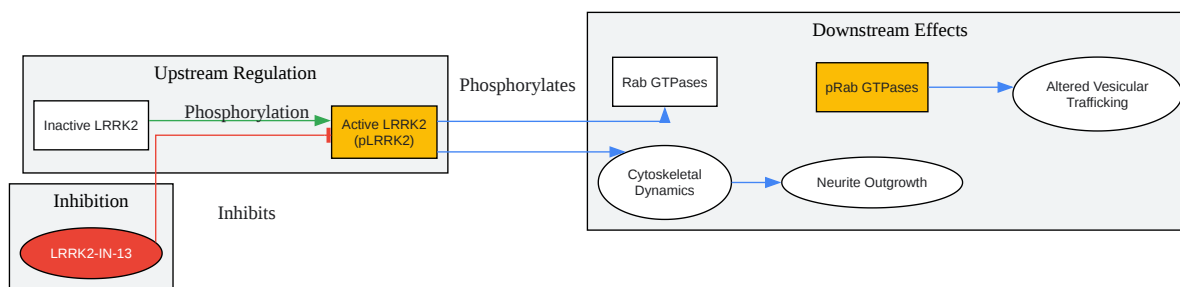 Downstream Effects
Upstream Regulation
Phosphorylates
Rab GTPases
pRab GTPases
Altered Vesicular
Trafficking
Inactive LRRK2
Phosphorylation
Active LRRK2
(pLRRK2)
Cytoskeletal
Dynamics
Neurite Outgrowth
Inhibition
Inhibits
LRRK2-IN-13